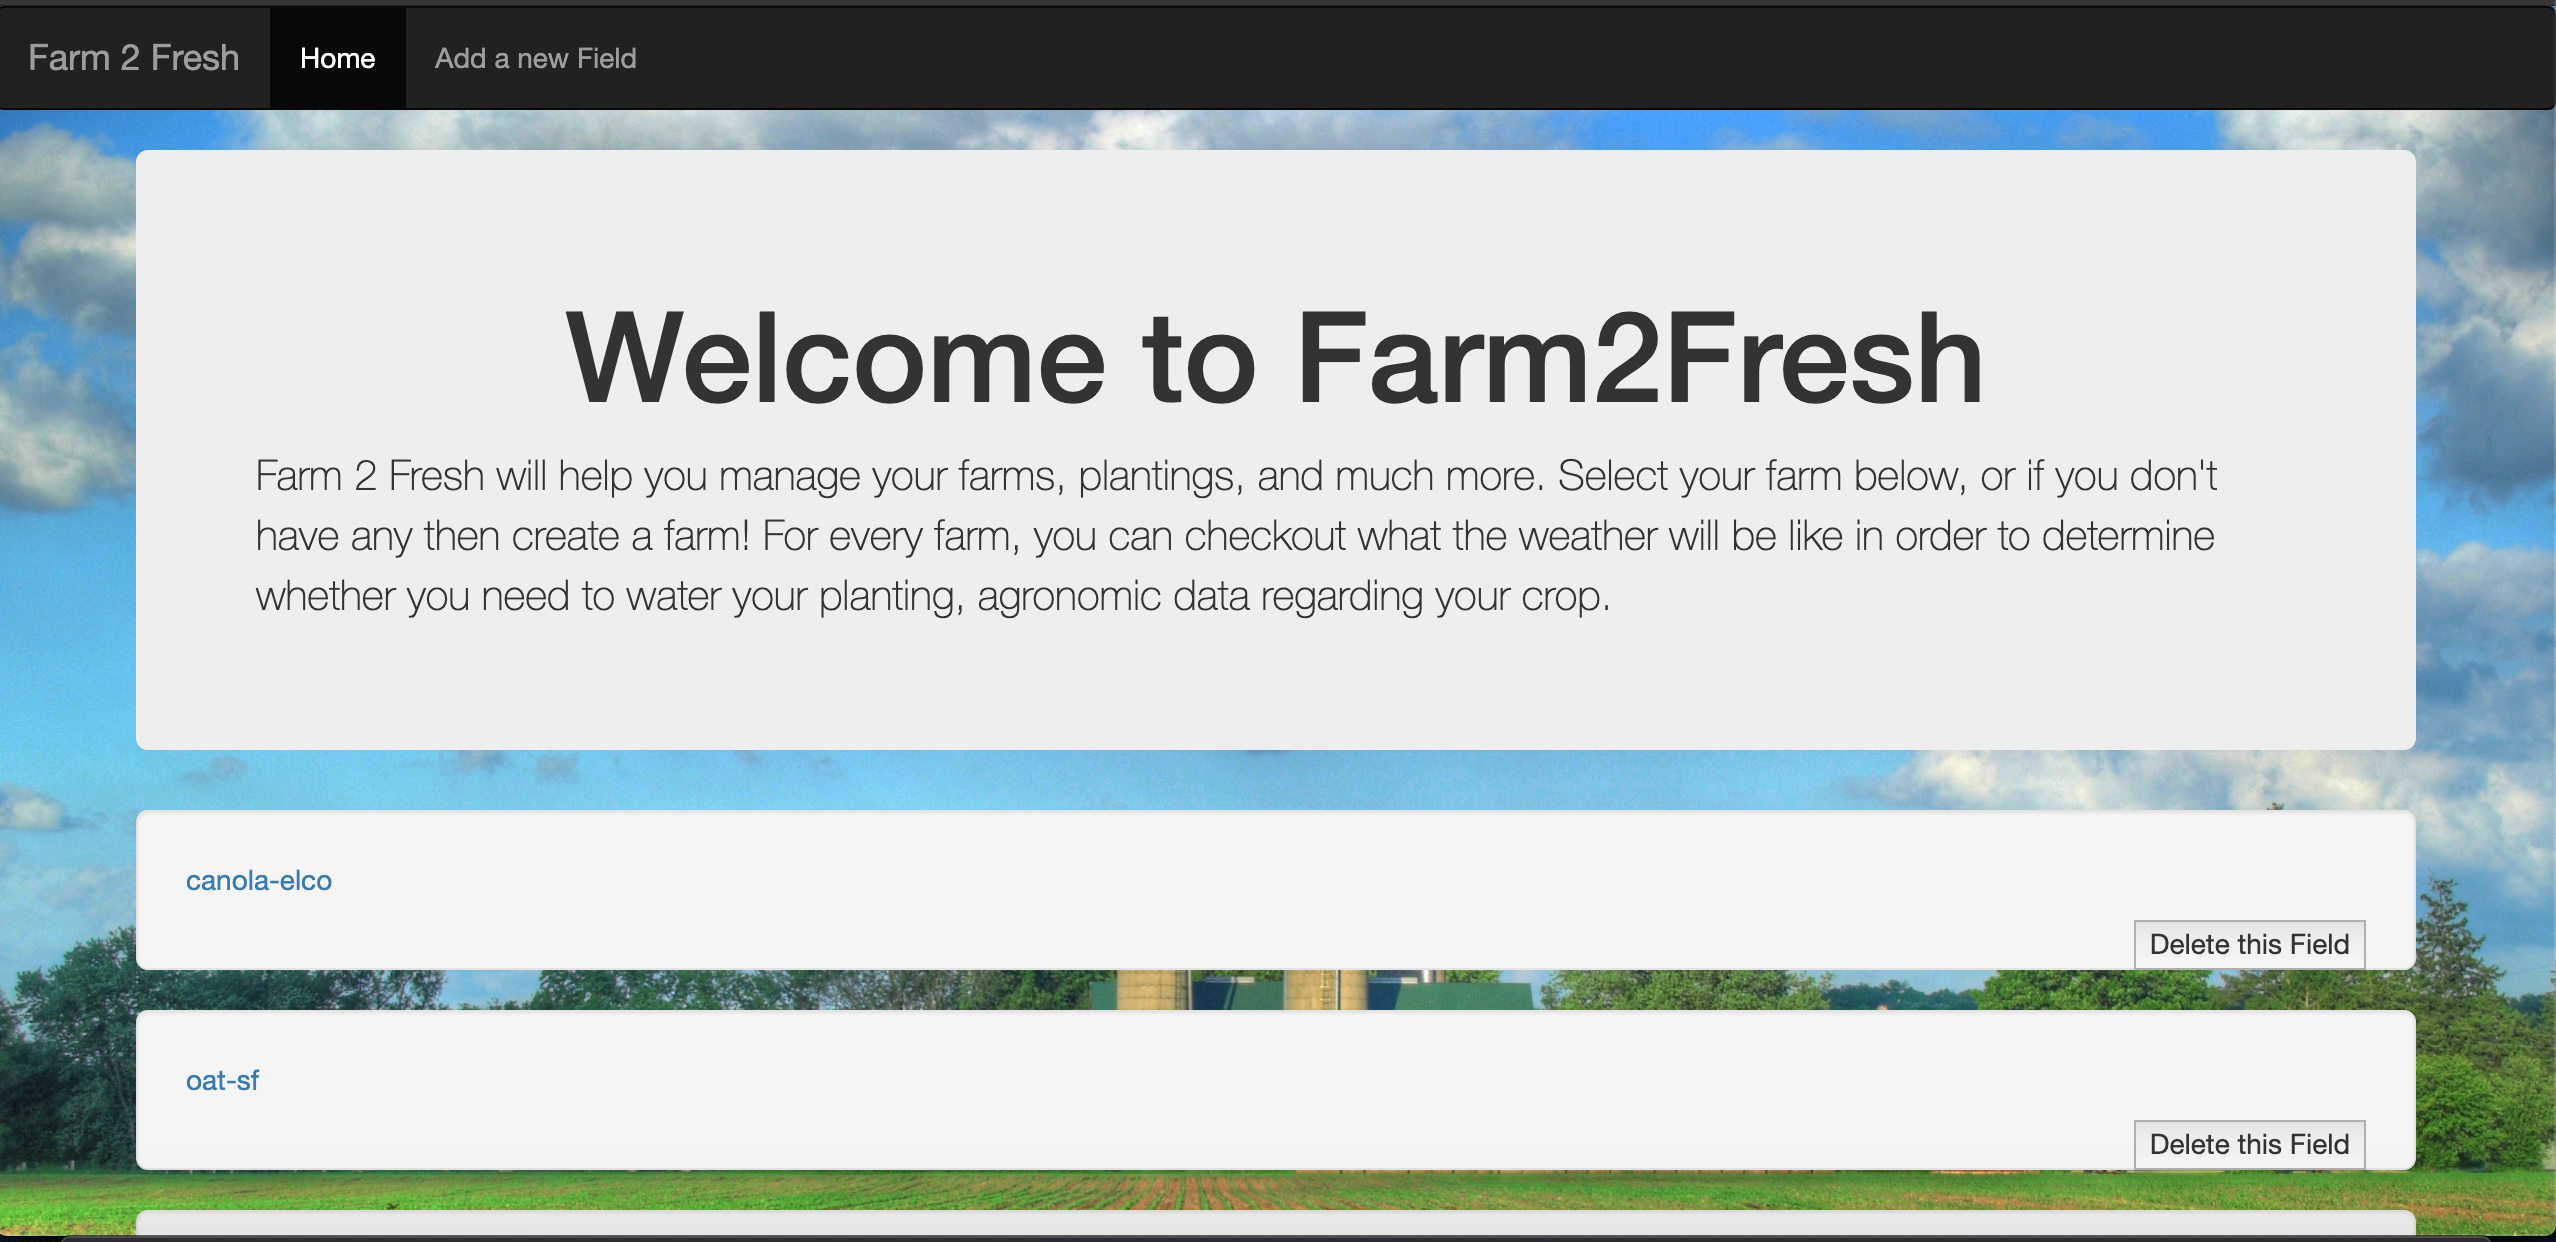 Farm 2 Fresh Home Add a new Field
Welcome to Farm2Fresh
Farm 2 Fresh will help you manage your farms, plantings, and much more. Select your farm below, or if you don't
have any then create a farm! For every farm, you can checkout what the weather will be like in order to determine
whether you need to water your planting, agronomic data regarding your crop.
canola-elco
Delete this Field
oat-sf
Delete this Field